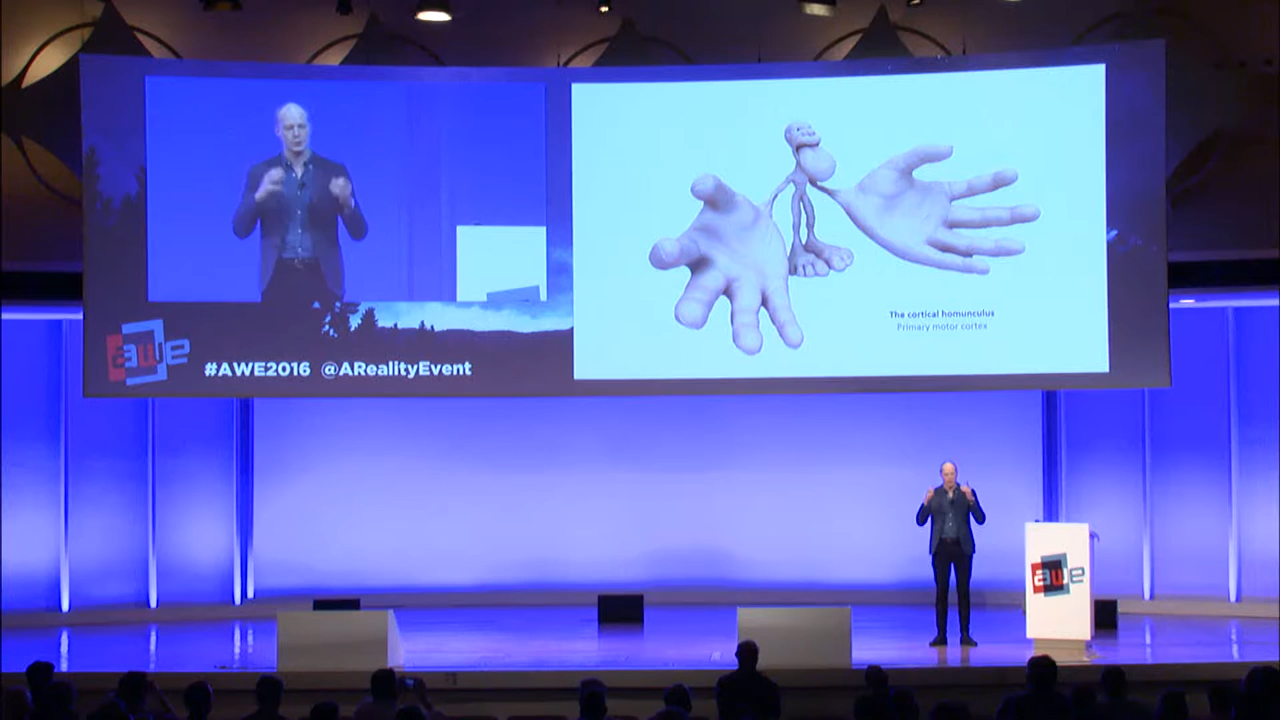 awe
#AWE2016 @ARealityEvent
The cortical homunculus
Primary motor cortex
awe